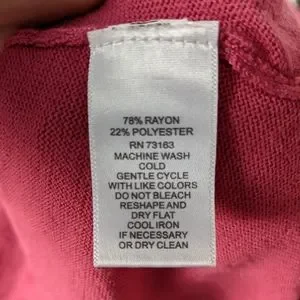 78% RAYON
22% POLYESTER
RN 73163
MACHINE WASH
COLD
GENTLE CYCLE
WITH LIKE COLORS
DO NOT BLEACH
RESHAPE AND
DRY FLAT
COOL IRON
IF NECESSARY
OR DRY CLEAN